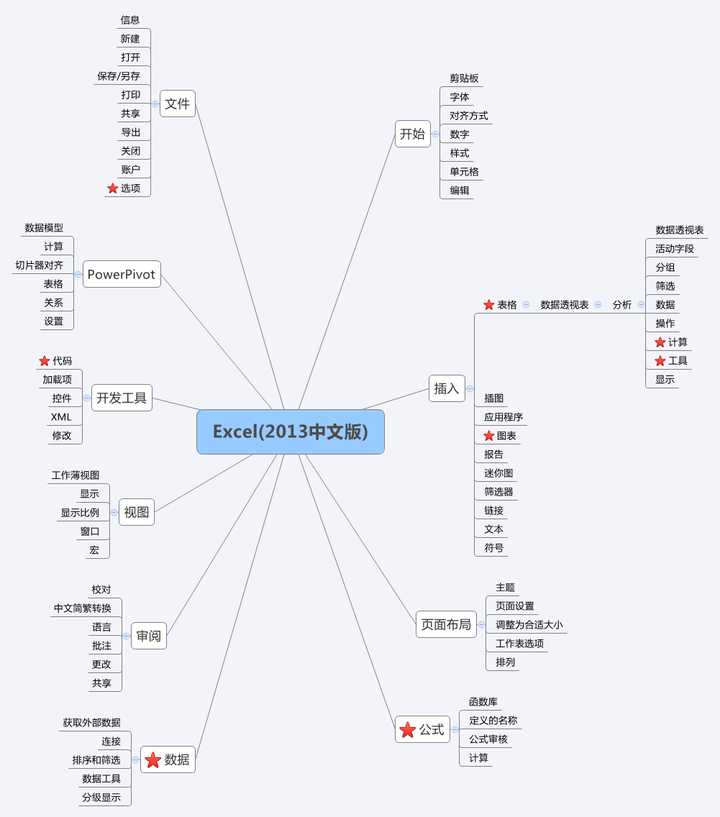 Excel(2013中文版)
文件
信息
新建
打开
保存/另存
打印
共享
导出
关闭
账户
选项
PowerPivot
数据模型
计算
切片器对齐
表格
关系
设置
开发工具
代码
加载项
控件
XML
修改
视图
工作薄视图
显示
显示比例
窗口
宏
审阅
校对
中文简繁转换
语言
批注
更改
共享
数据
获取外部数据
连接
排序和筛选
数据工具
分级显示
开始
剪贴板
字体
对齐方式
数字
样式
单元格
编辑
插入
表格
数据透视表
分析
数据透视表
活动字段
分组
筛选
数据
操作
计算
工具
显示
插图
应用程序
图表
报告
迷你图
筛选器
链接
文本
符号
页面布局
主题
页面设置
调整为合适大小
工作表选项
排列
公式
函数库
定义的名称
公式审核
计算